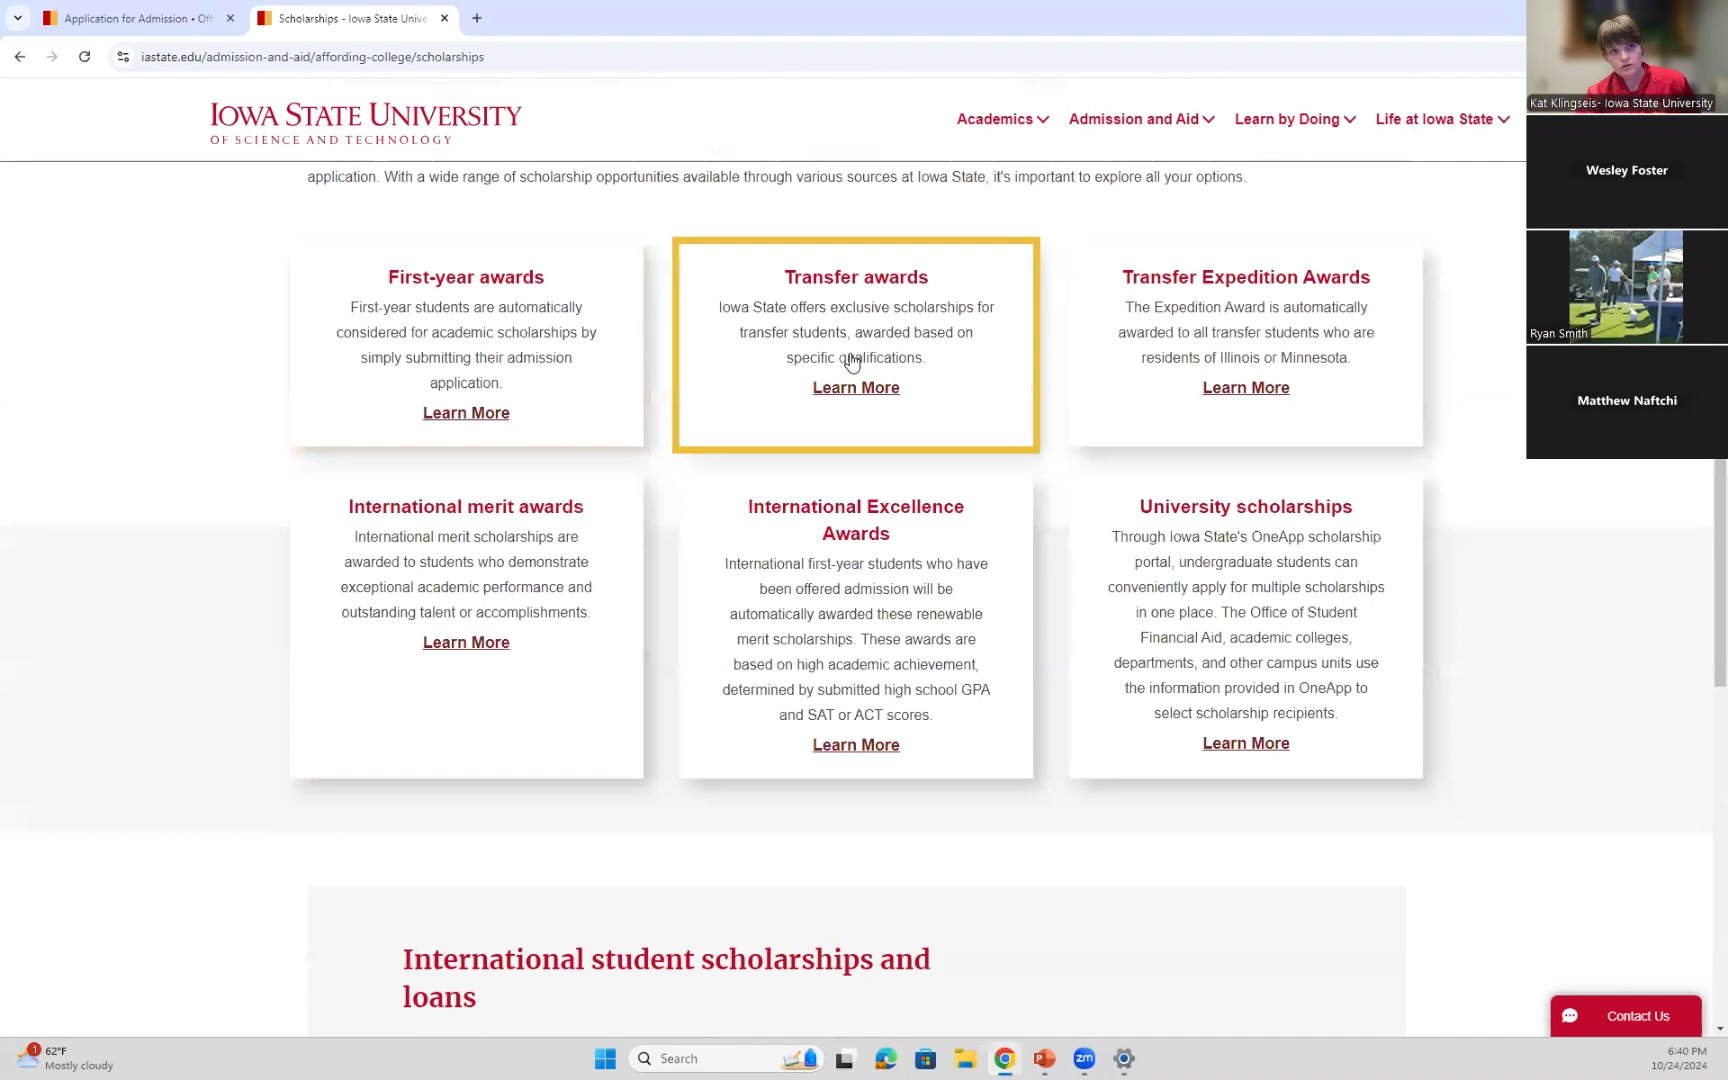 Application for Admission • Off
Scholarships - Iowa State Unive
iastate.edu/admission-and-aid/affording-college/scholarships
IOWA STATE UNIVERSITY
OF SCIENCE AND TECHNOLOGY
Academics
Admission and Aid
Learn by Doing
Life at Iowa State
application. With a wide range of scholarship opportunities available through various sources at Iowa State, it's important to explore all your options.
First-year awards
First-year students are automatically
considered for academic scholarships by
simply submitting their admission
application.
Learn More
Transfer awards
Iowa State offers exclusive scholarships for
transfer students, awarded based on
specific qualifications.
Learn More
Transfer Expedition Awards
The Expedition Award is automatically
awarded to all transfer students who are
residents of Illinois or Minnesota.
Learn More
International merit awards
International merit scholarships are
awarded to students who demonstrate
exceptional academic performance and
outstanding talent or accomplishments.
Learn More
International Excellence
Awards
International first-year students who have
been offered admission will be
automatically awarded these renewable
merit scholarships. These awards are
based on high academic achievement,
determined by submitted high school GPA
and SAT or ACT scores.
Learn More
University scholarships
Through Iowa State's OneApp scholarship
portal, undergraduate students can
conveniently apply for multiple scholarships
in one place. The Office of Student
Financial Aid, academic colleges,
departments, and other campus units use
the information provided in OneApp to
select scholarship recipients.
Learn More
International student scholarships and
loans
Contact Us
Kat Klingseis- Iowa State University
Wesley Foster
Ryan Smith
Matthew Naftchi
1
62°F
Mostly cloudy
Search
zm
6:40 PM
10/24/2024